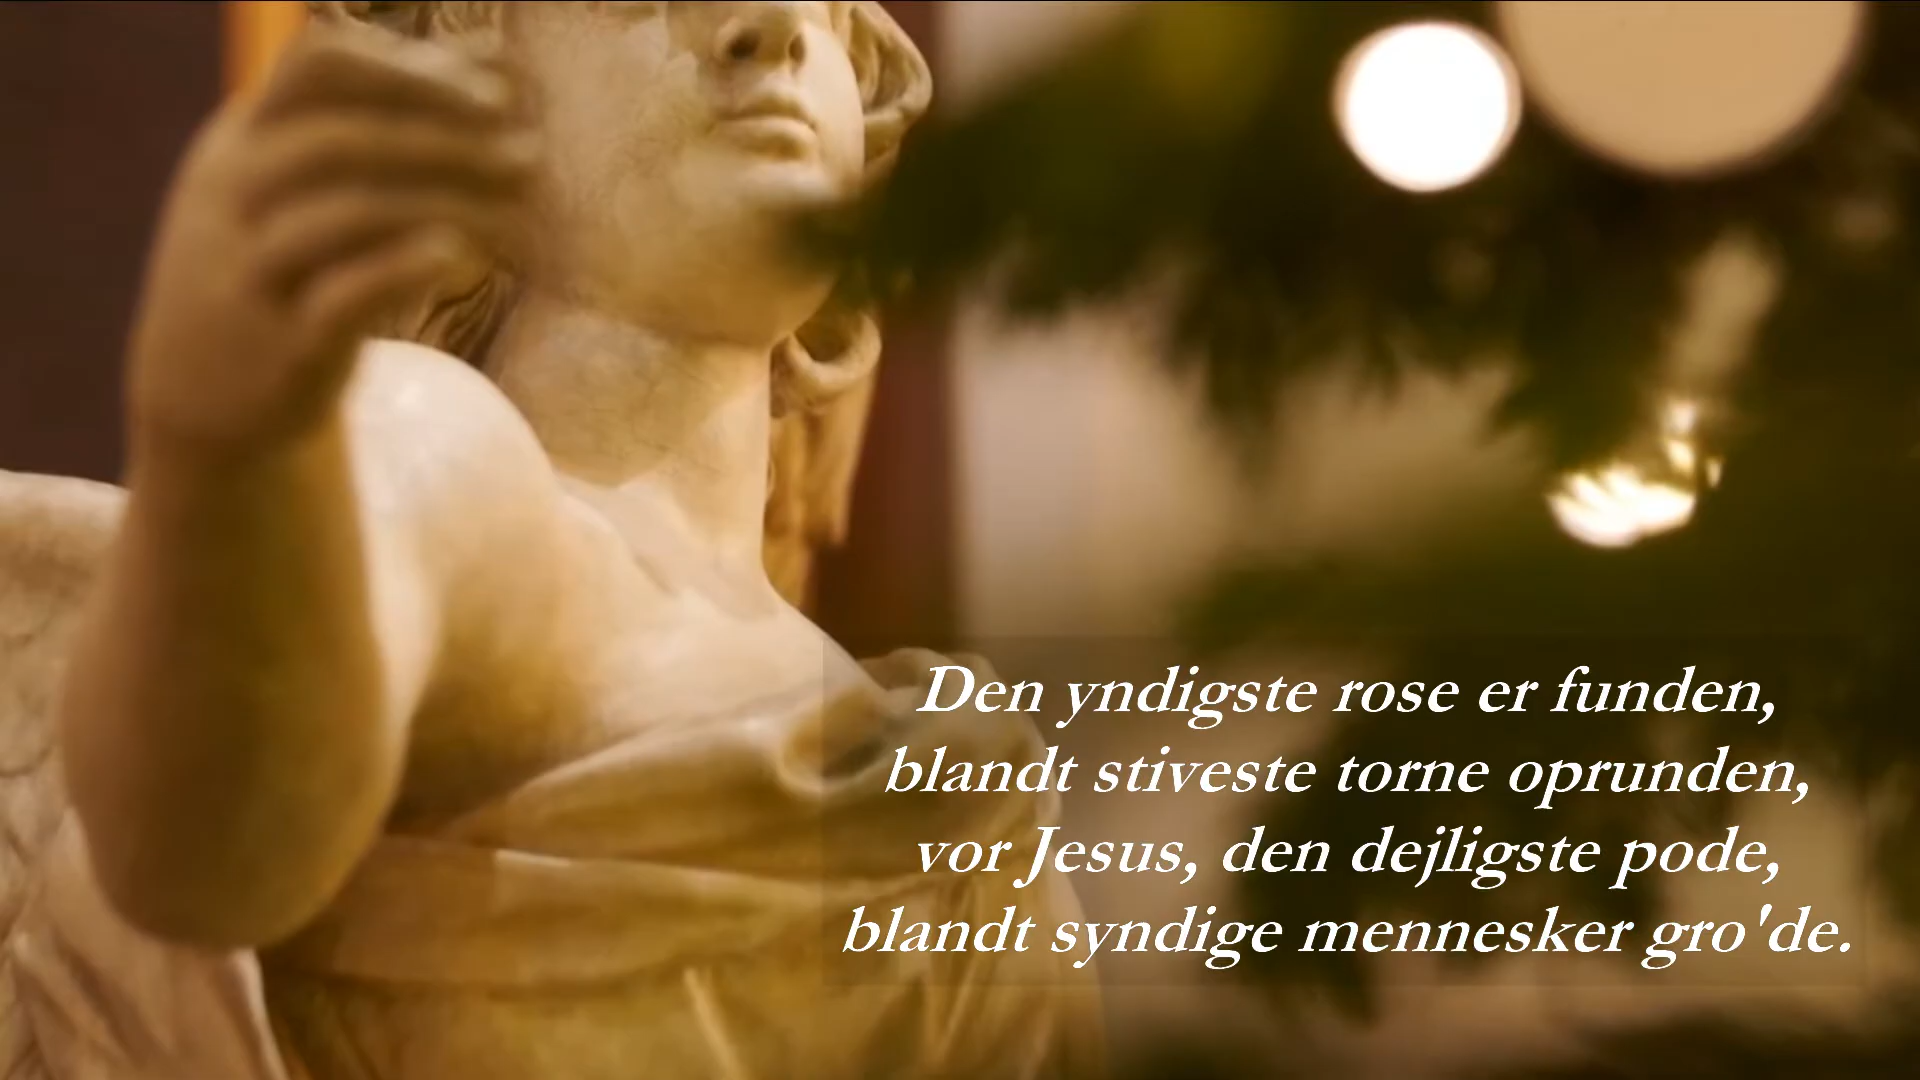 Den yndigste rose er funden,
blandt stiveste torne oprunden,
vor Jesus, den dejligste pode,
blandt syndige mennesker gro'de.